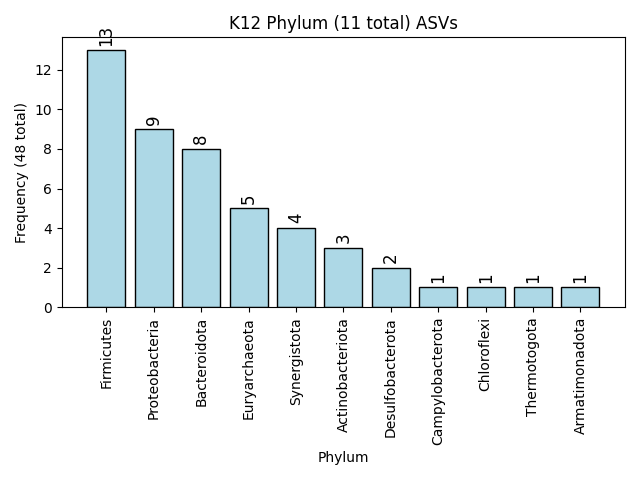 K12 Phylum (11 total) ASVs
Frequency (48 total)
12
10
8
6
4
2
0
13
9
8
5
4
3
2
1
1
1
1
Firmicutes
Proteobacteria
Bacteroidota
Euryarchaeota
Synergistota
Actinobacteriota
Desulfobacterota
Campylobacterota
Chloroflexi
Thermotogota
Armatimonadota
Phylum